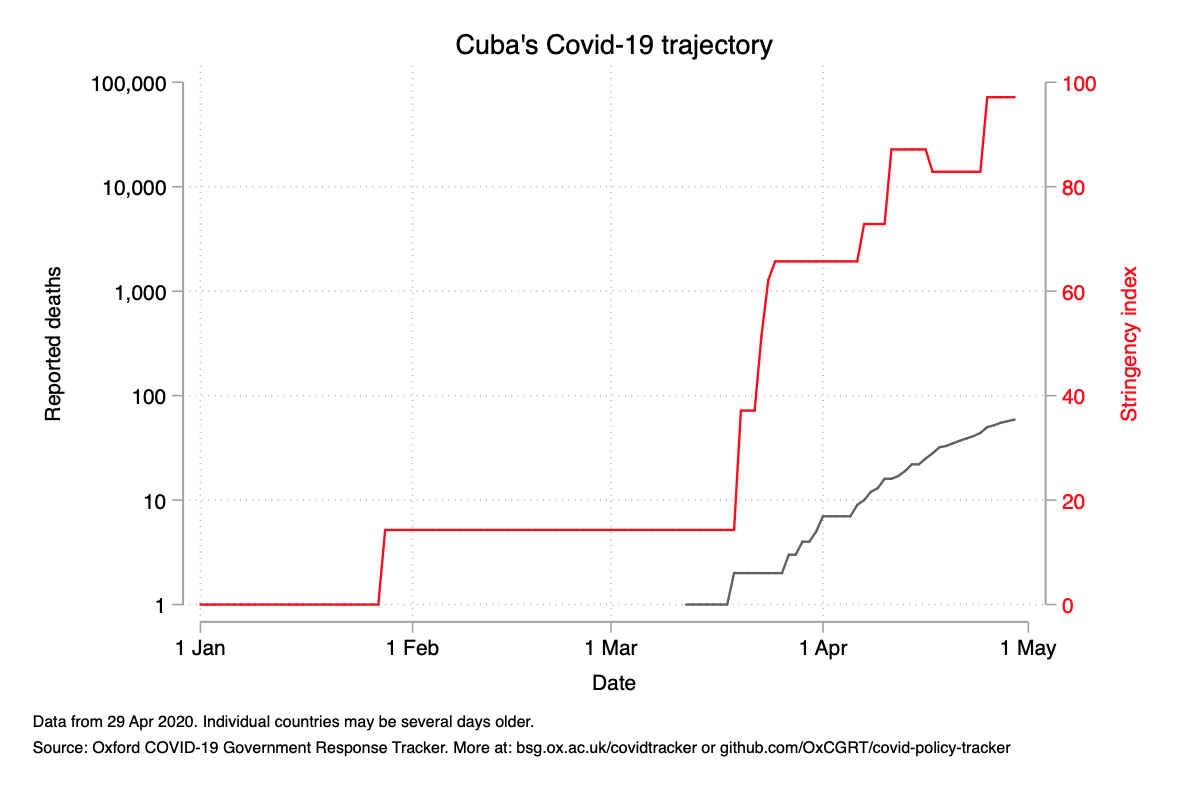 Cuba's Covid-19 trajectory
100,000
10,000
1,000
100
10
1
Reported deaths
100
80
60
40
20
0
Stringency index
1 Jan
1 Feb
1 Mar
1 Apr
1 May
Date
Data from 29 Apr 2020. Individual countries may be several days older.
Source: Oxford COVID-19 Government Response Tracker. More at: bsg.ox.ac.uk/covidtracker or github.com/OxCGRT/covid-policy-tracker